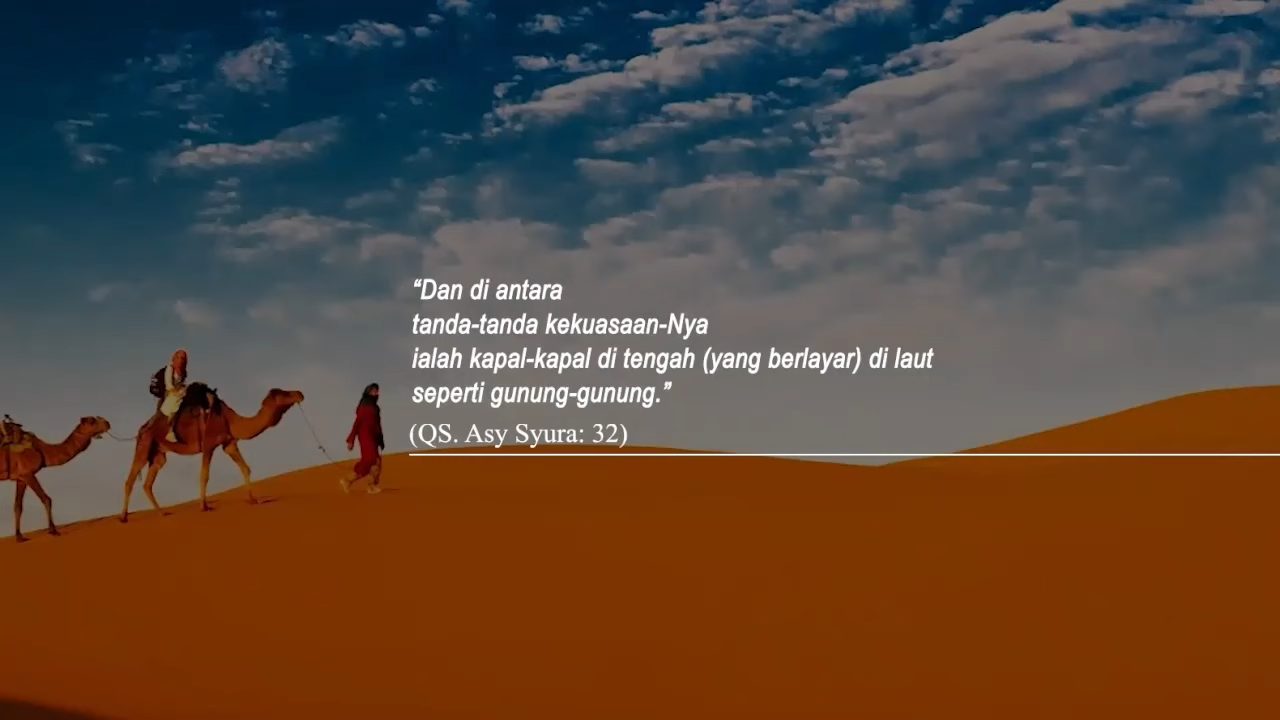 “Dan di antara
tanda-tanda kekuasaan-Nya
ialah kapal-kapal di tengah (yang berlayar) di laut
seperti gunung-gunung.”
(QS. Asy Syura: 32)